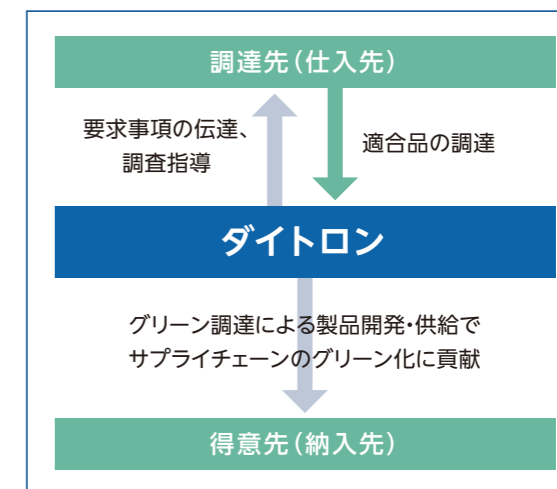 調達先(仕入先)
要求事項の伝達、
調査指導
適合品の調達
ダイトロン
グリーン調達による製品開発・供給で
サプライチェーンのグリーン化に貢献
得意先(納入先)